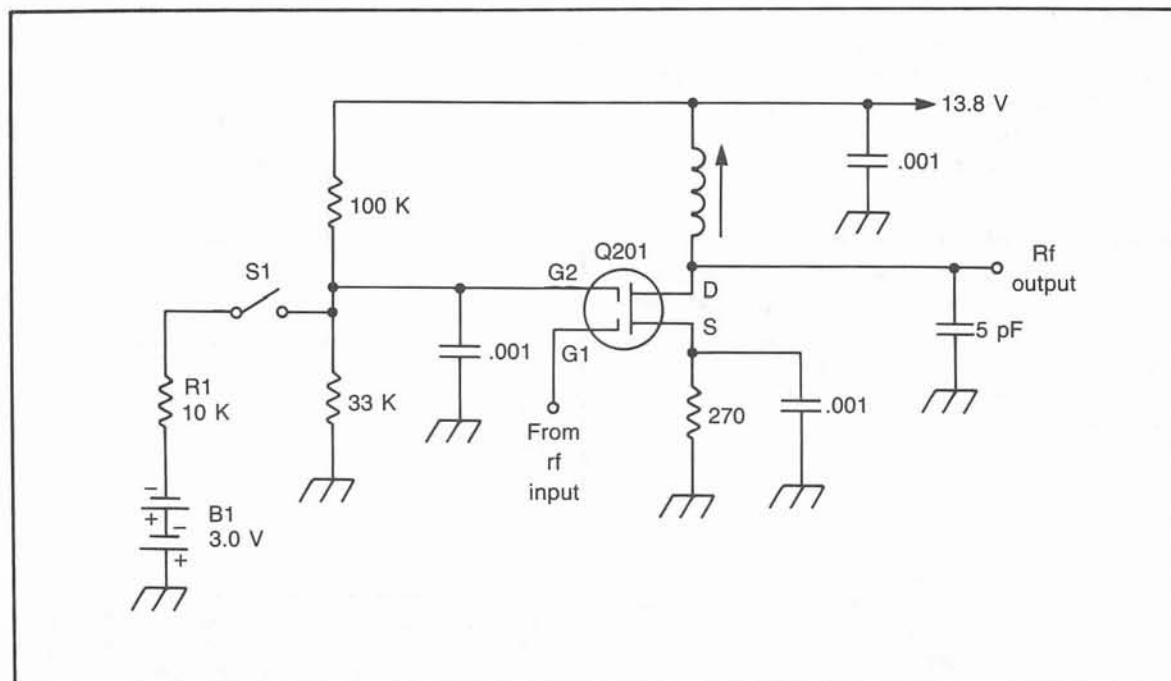 13.8 V
.001
100 K
Q201
Rf
output
S1
G2
D
S
5 pF
.001
G1
R1
10 K
33 K
270
.001
From
rf
input
−
+
−
+
B1
3.0 V